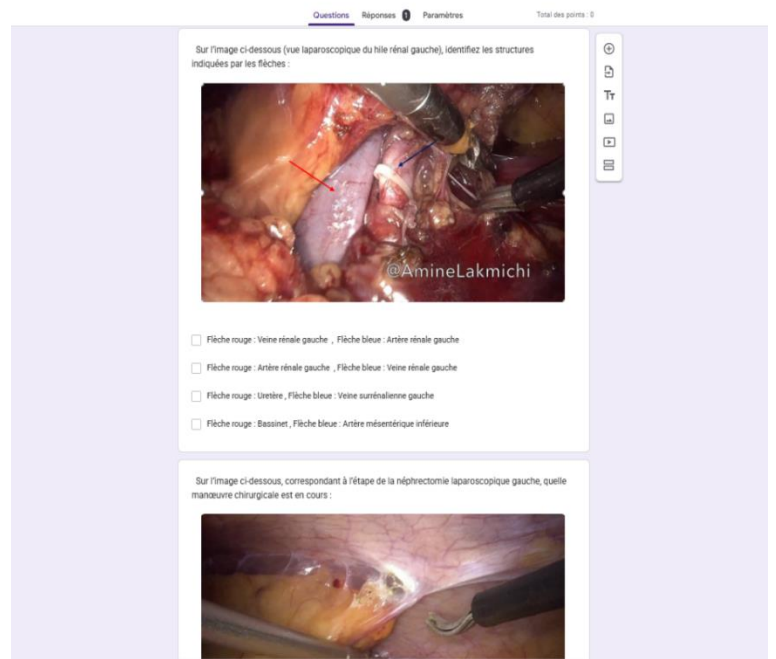 Questions Réponses 1 Paramètres Total des points : 0
Sur l'image ci-dessous (vue laparoscopique du hile rénal gauche), identifiez les structures
indiquées par les flèches :
@AmineLakmichi
Flèche rouge : Veine rénale gauche , Flèche bleue : Artère rénale gauche
Flèche rouge : Artère rénale gauche , Flèche bleue : Veine rénale gauche
Flèche rouge : Uretère , Flèche bleue : Veine surrénalienne gauche
Flèche rouge : Bassinet , Flèche bleue : Artère mésentérique inférieure
Sur l'image ci-dessous, correspondant à l'étape de la néphrectomie laparoscopique gauche, quelle
manœuvre chirurgicale est en cours :